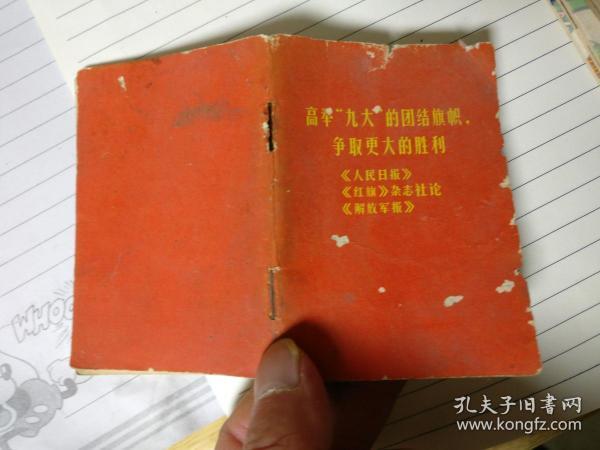 高举“九大”的团结旗帜，
争取更大的胜利
《人民日报》
《红旗》杂志社论
《解放军报》
WHOO
孔夫子旧书网
www.kongfz.com